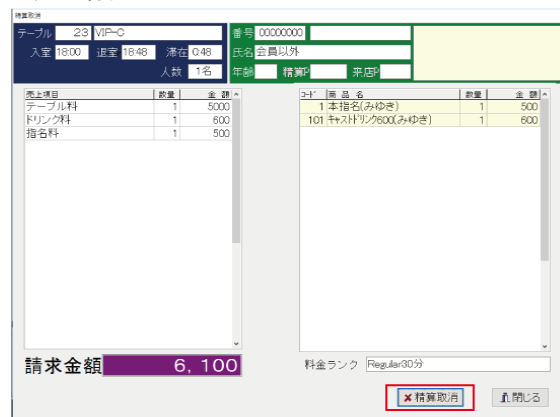 精算取消
テーブル 23 VIP-C
入室 18:00 退室 18:48 滞在 0:48
人数 1名
番号 00000000
氏名 会員以外
年齢 精算P 来店P
売上項目 数量 金 額
テーブル料 1 5000
ドリンク料 1 600
指名料 1 500
コード 商 品 名 数量 金 額
1 本指名(みゆき) 1 500
101 キャストドリンク600(みゆき) 1 600
請求金額 6, 100
料金ランク Regular30分
精算取消 閉じる